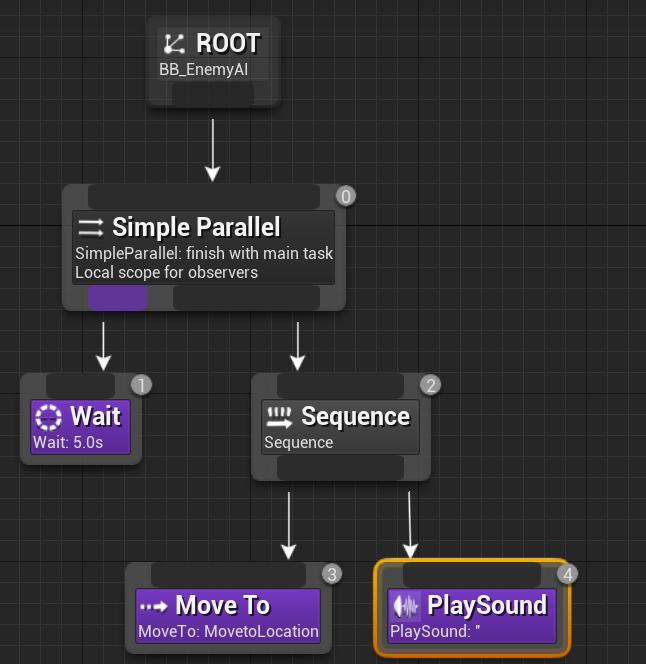 ROOT
BB_EnemyAI
0
Simple Parallel
SimpleParallel: finish with main task
Local scope for observers
1
Wait
Wait: 5.0s
2
Sequence
Sequence
3
Move To
MoveTo: MovetoLocation
4
PlaySound
PlaySound: "